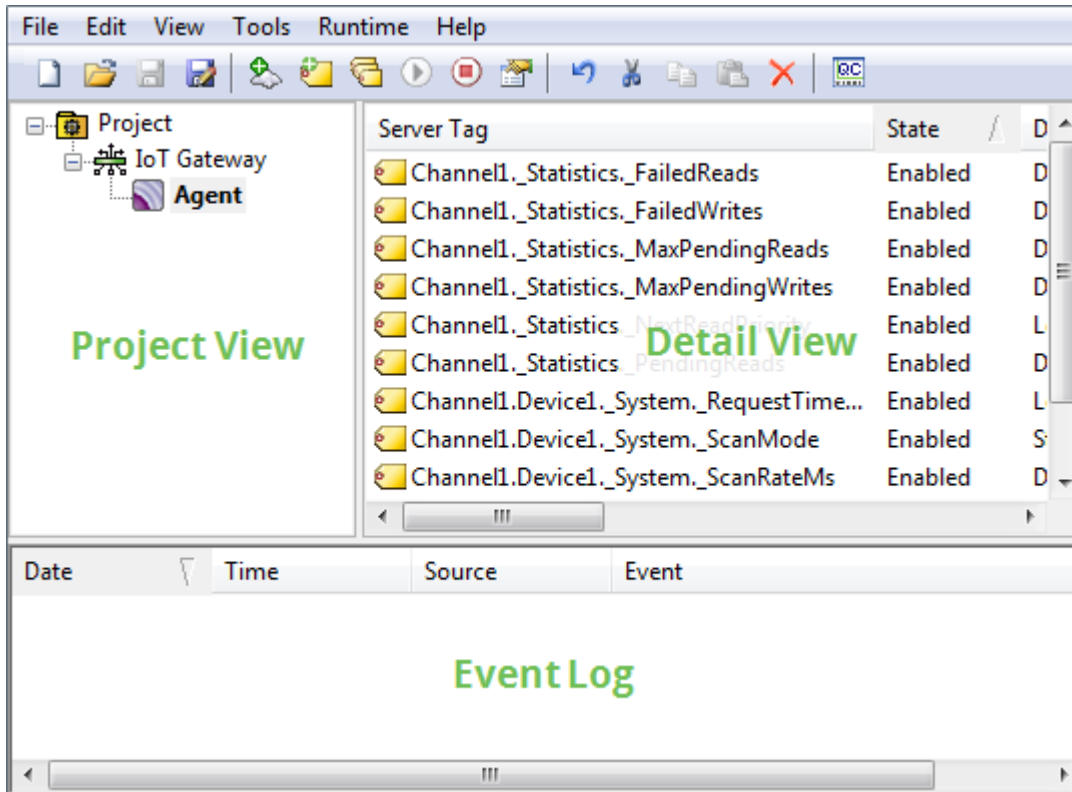 File Edit View Tools Runtime Help
QC
Project
IoT Gateway
Agent
Project View
Server Tag State D
Channel1._Statistics._FailedReads Enabled D
Channel1._Statistics._FailedWrites Enabled D
Channel1._Statistics._MaxPendingReads Enabled D
Channel1._Statistics._MaxPendingWrites Enabled D
Channel1._Statistics._NextReadPriority Enabled L
Detail View
Channel1._Statistics._PendingReads Enabled D
Channel1.Device1._System._RequestTime... Enabled L
Channel1.Device1._System._ScanMode Enabled S
Channel1.Device1._System._ScanRateMs Enabled D
Date Time Source Event
Event Log